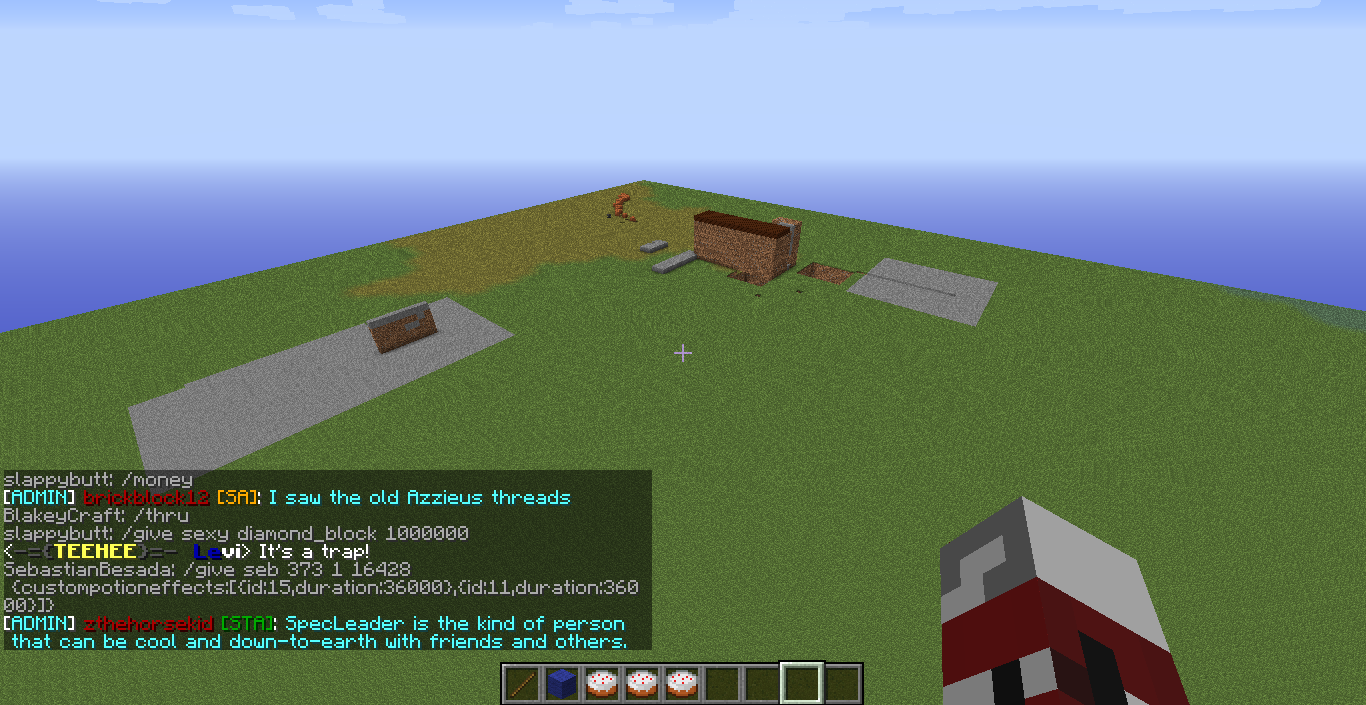 slappybutt: /money
[ADMIN] brickblock12 [SA]: I saw the old Azzieus threads
BlakeyCraft: /thru
slappybutt: /give sexy diamond_block 1000000
<-={TEEHEE}=- Levi> It's a trap!
SebastianBesada: /give seb 373 1 16428
{custompotioneffects:[{id:15,duration:36000},{id:11,duration:360
00}]}
[ADMIN] zthehorsekid [STA]: SpecLeader is the kind of person
that can be cool and down-to-earth with friends and others.